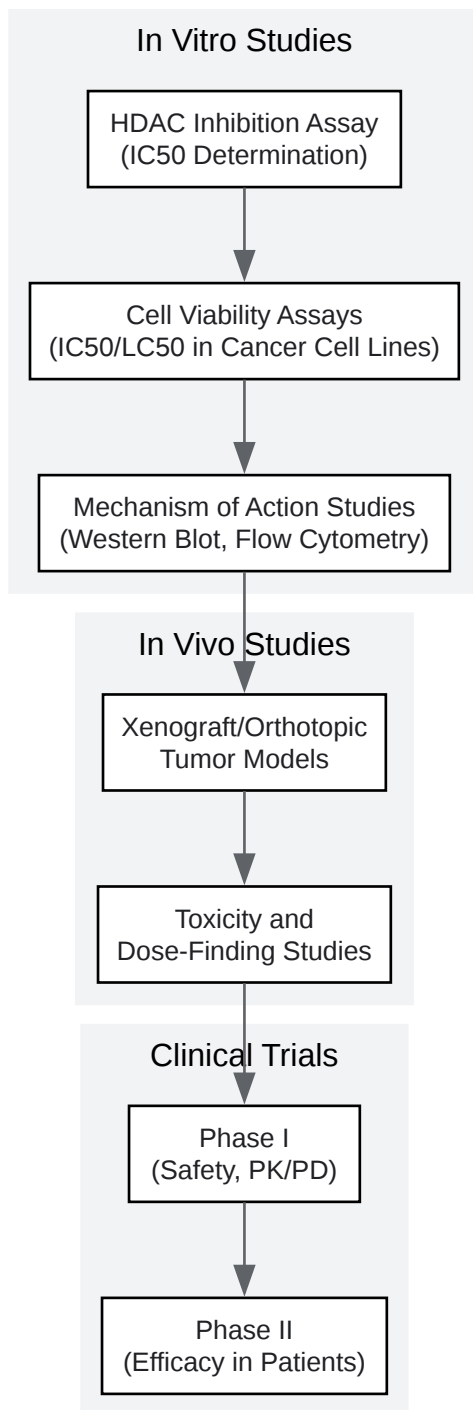 In Vitro Studies
HDAC Inhibition Assay
(IC50 Determination)
Cell Viability Assays
(IC50/LC50 in Cancer Cell Lines)
Mechanism of Action Studies
(Western Blot, Flow Cytometry)
In Vivo Studies
Xenograft/Orthotopic
Tumor Models
Toxicity and
Dose-Finding Studies
Clinical Trials
Phase I
(Safety, PK/PD)
Phase II
(Efficacy in Patients)